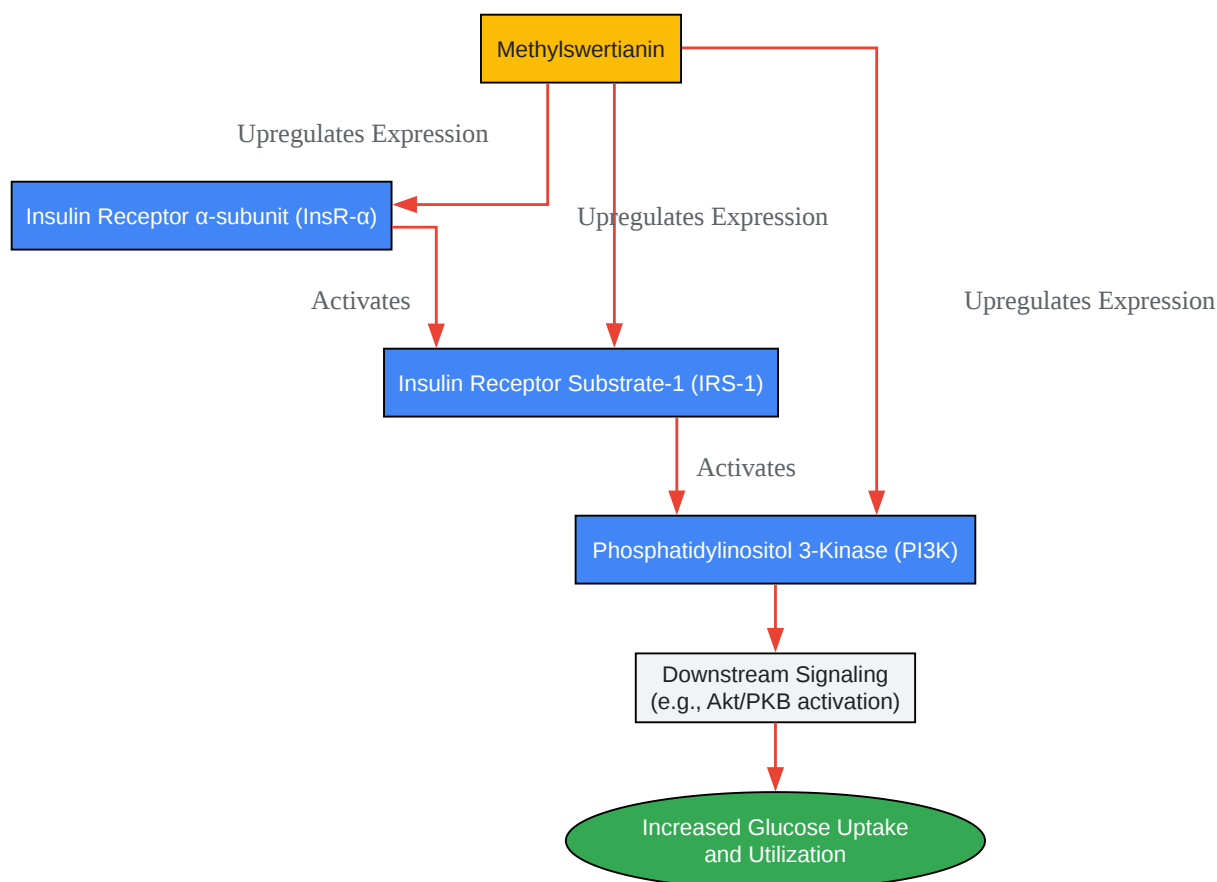 Methylswertianin
Upregulates Expression
Insulin Receptor α-subunit (InsR-α)
Upregulates Expression
Activates
Upregulates Expression
Insulin Receptor Substrate-1 (IRS-1)
Activates
Phosphatidylinositol 3-Kinase (PI3K)
Downstream Signaling
(e.g., Akt/PKB activation)
Increased Glucose Uptake
and Utilization